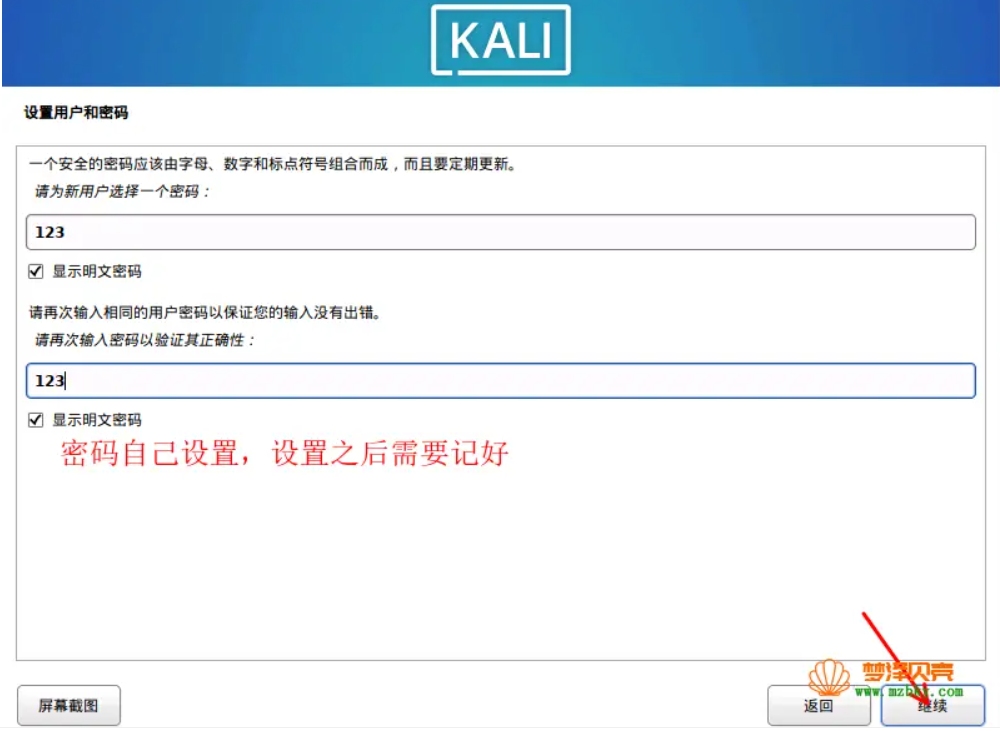 KALI
设置用户和密码
一个安全的密码应该由字母、数字和标点符号组合而成，而且要定期更新。
请为新用户选择一个密码：
123
显示明文密码
请再次输入相同的用户密码以保证您的输入没有出错。
请再次输入密码以验证其正确性：
123
显示明文密码
密码自己设置，设置之后需要记好
梦泽贝壳
屏幕截图
返回
继续